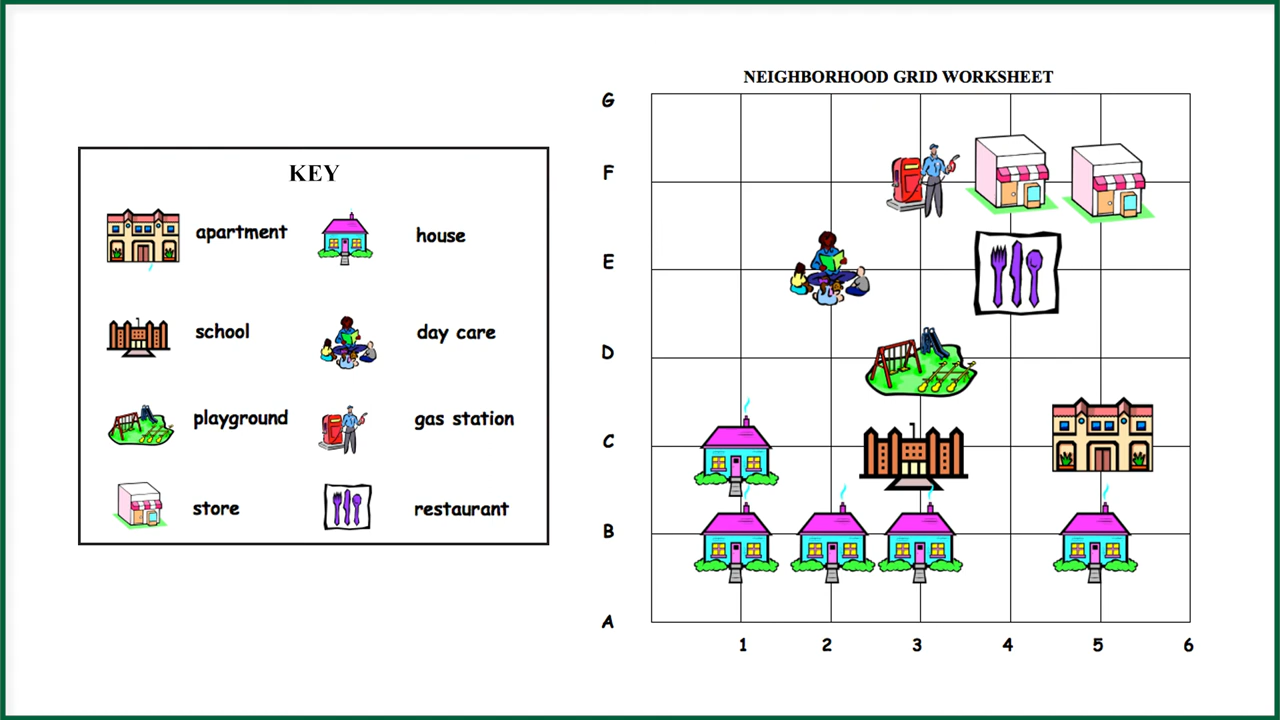 NEIGHBORHOOD GRID WORKSHEET
KEY
apartment
house
school
day care
playground
gas station
store
restaurant
G
F
E
D
C
B
A
1 2 3 4 5 6